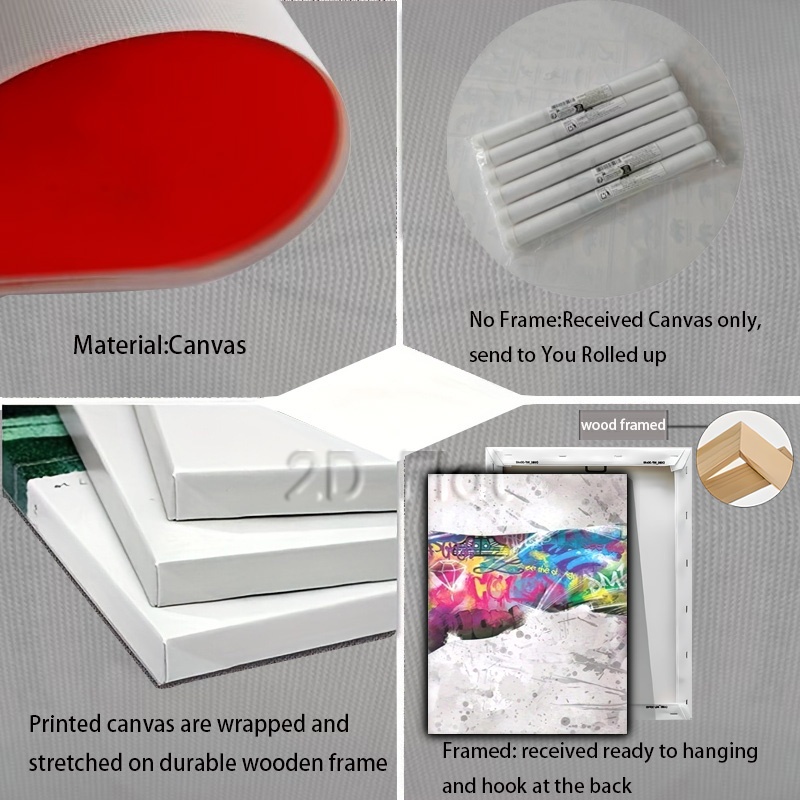 Material:Canvas
No Frame:Received Canvas only,
send to You Rolled up
2D
wood framed
Printed canvas are wrapped and
stretched on durable wooden frame
Framed: received ready to hanging
and hook at the back